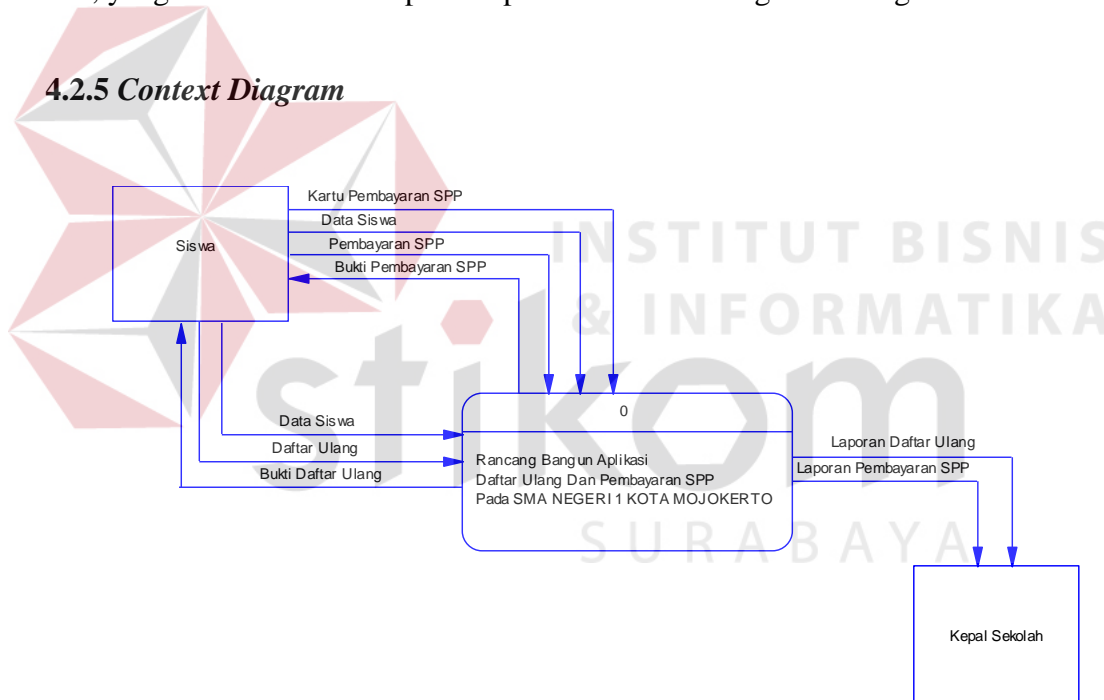 4.2.5 Context Diagram
Kartu Pembayaran SPP
Data Siswa
Pembayaran SPP
Bukti Pembayaran SPP
Siswa
INSTITUT BISNIS
& INFORMATIKA
stikom
SURABAYA
0
Rancang Bangun Aplikasi
Daftar Ulang Dan Pembayaran SPP
Pada SMA NEGERI 1 KOTA MOJOKERTO
Data Siswa
Daftar Ulang
Bukti Daftar Ulang
Laporan Daftar Ulang
Laporan Pembayaran SPP
Kepal Sekolah